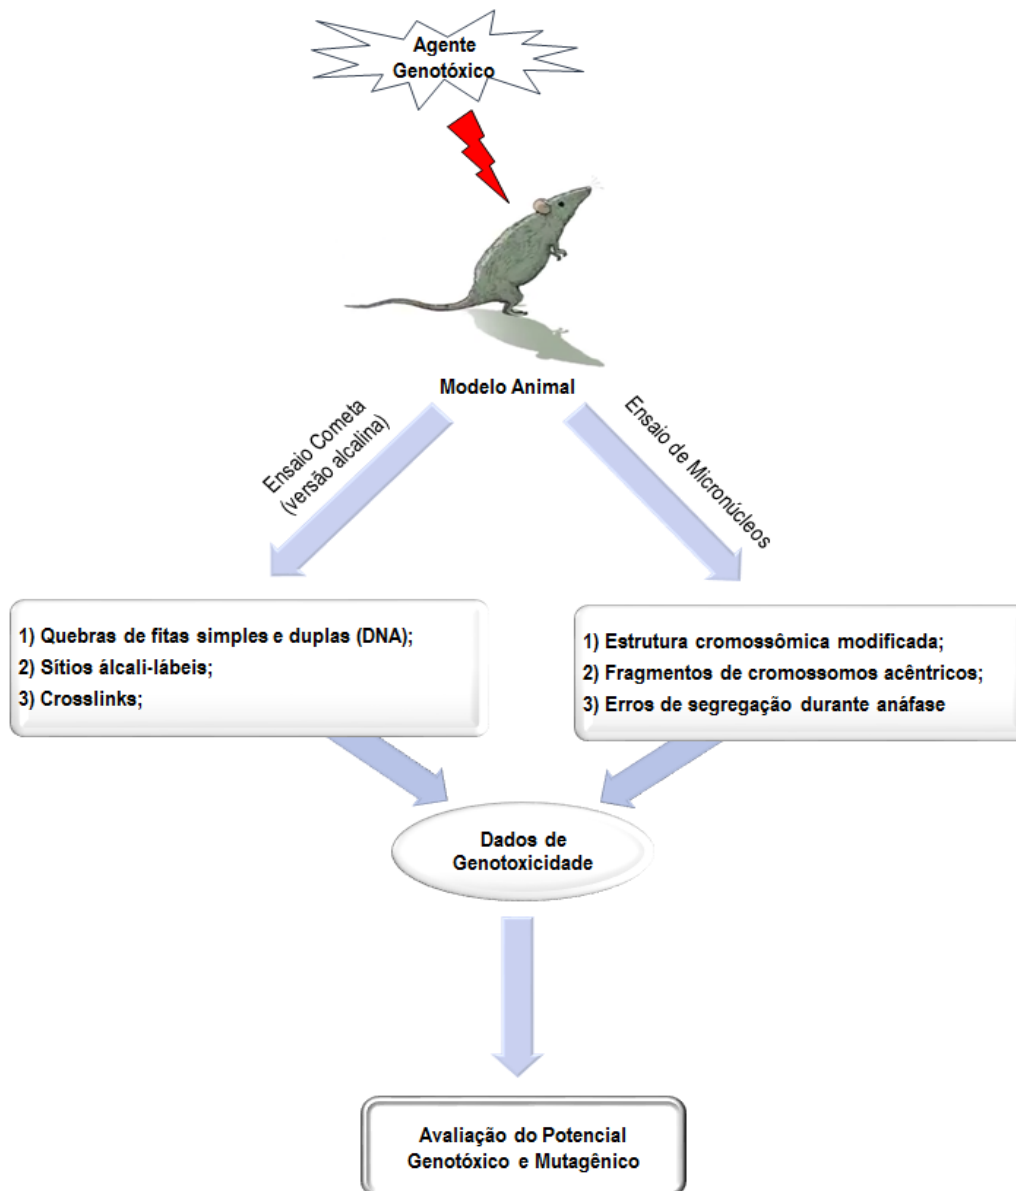 Agente
Genotóxico
Modelo Animal
Ensaio Cometa
(versão alcalina)
Ensaio de Micronúcleos
1) Quebras de fitas simples e duplas (DNA);
2) Sítios álcali-lábeis;
3) Crosslinks;
1) Estrutura cromossômica modificada;
2) Fragmentos de cromossomos acêntricos;
3) Erros de segregação durante anáfase
Dados de
Genotoxicidade
Avaliação do Potencial
Genotóxico e Mutagênico